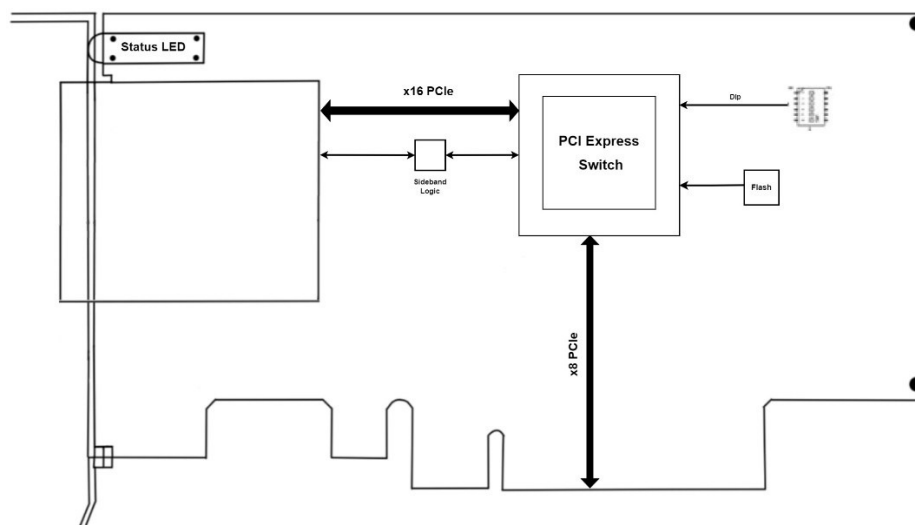 Status LED
x16 PCIe
Sideband
Logic
PCI Express
Switch
Dip
Flash
x8 PCIe